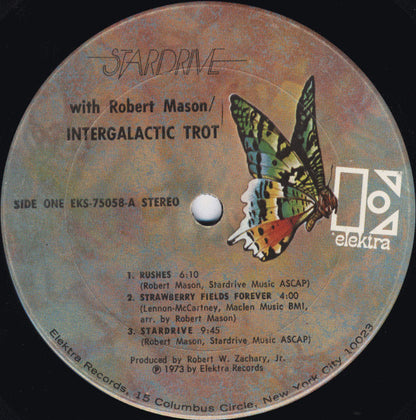 STARDRIVE
with Robert Mason/
INTERGALACTIC TROT
SIDE ONE EKS-75058-A STEREO
elektra
1. RUSHES 6:10
(Robert Mason, Stardrive Music ASCAP)
2. STRAWBERRY FIELDS FOREVER 4:00
(Lennon-McCartney, Maclen Music BMI,
arr. by Robert Mason)
3. STARDRIVE 9:45
(Robert Mason, Stardrive Music ASCAP)
Produced by Robert W. Zachary, Jr.
Ⓟ 1973 by Elektra Records
Elektra Records, 15 Columbus Circle, New York City 10023